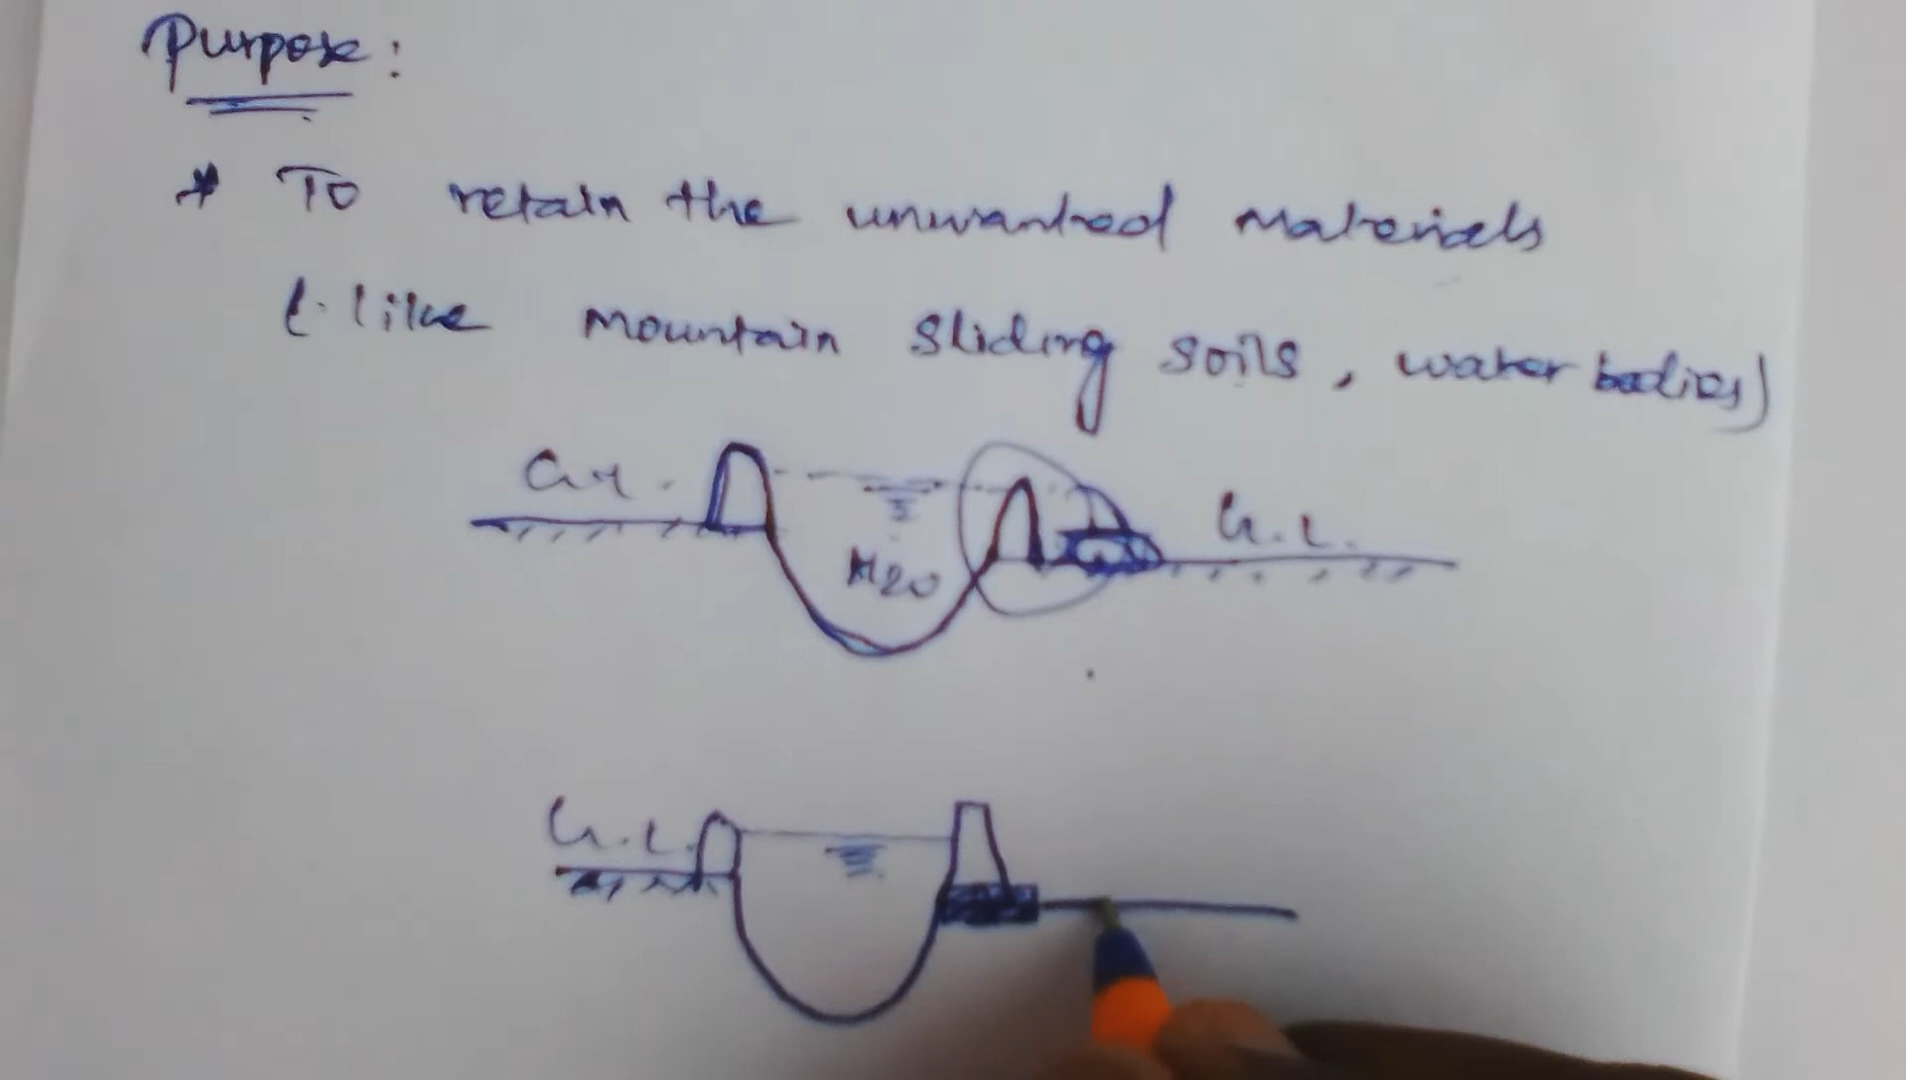 Purpose:
* To retain the unwanted materials
(. like mountain sliding soils, water bodies)
G.L.
G.L.
H2O
G.L.